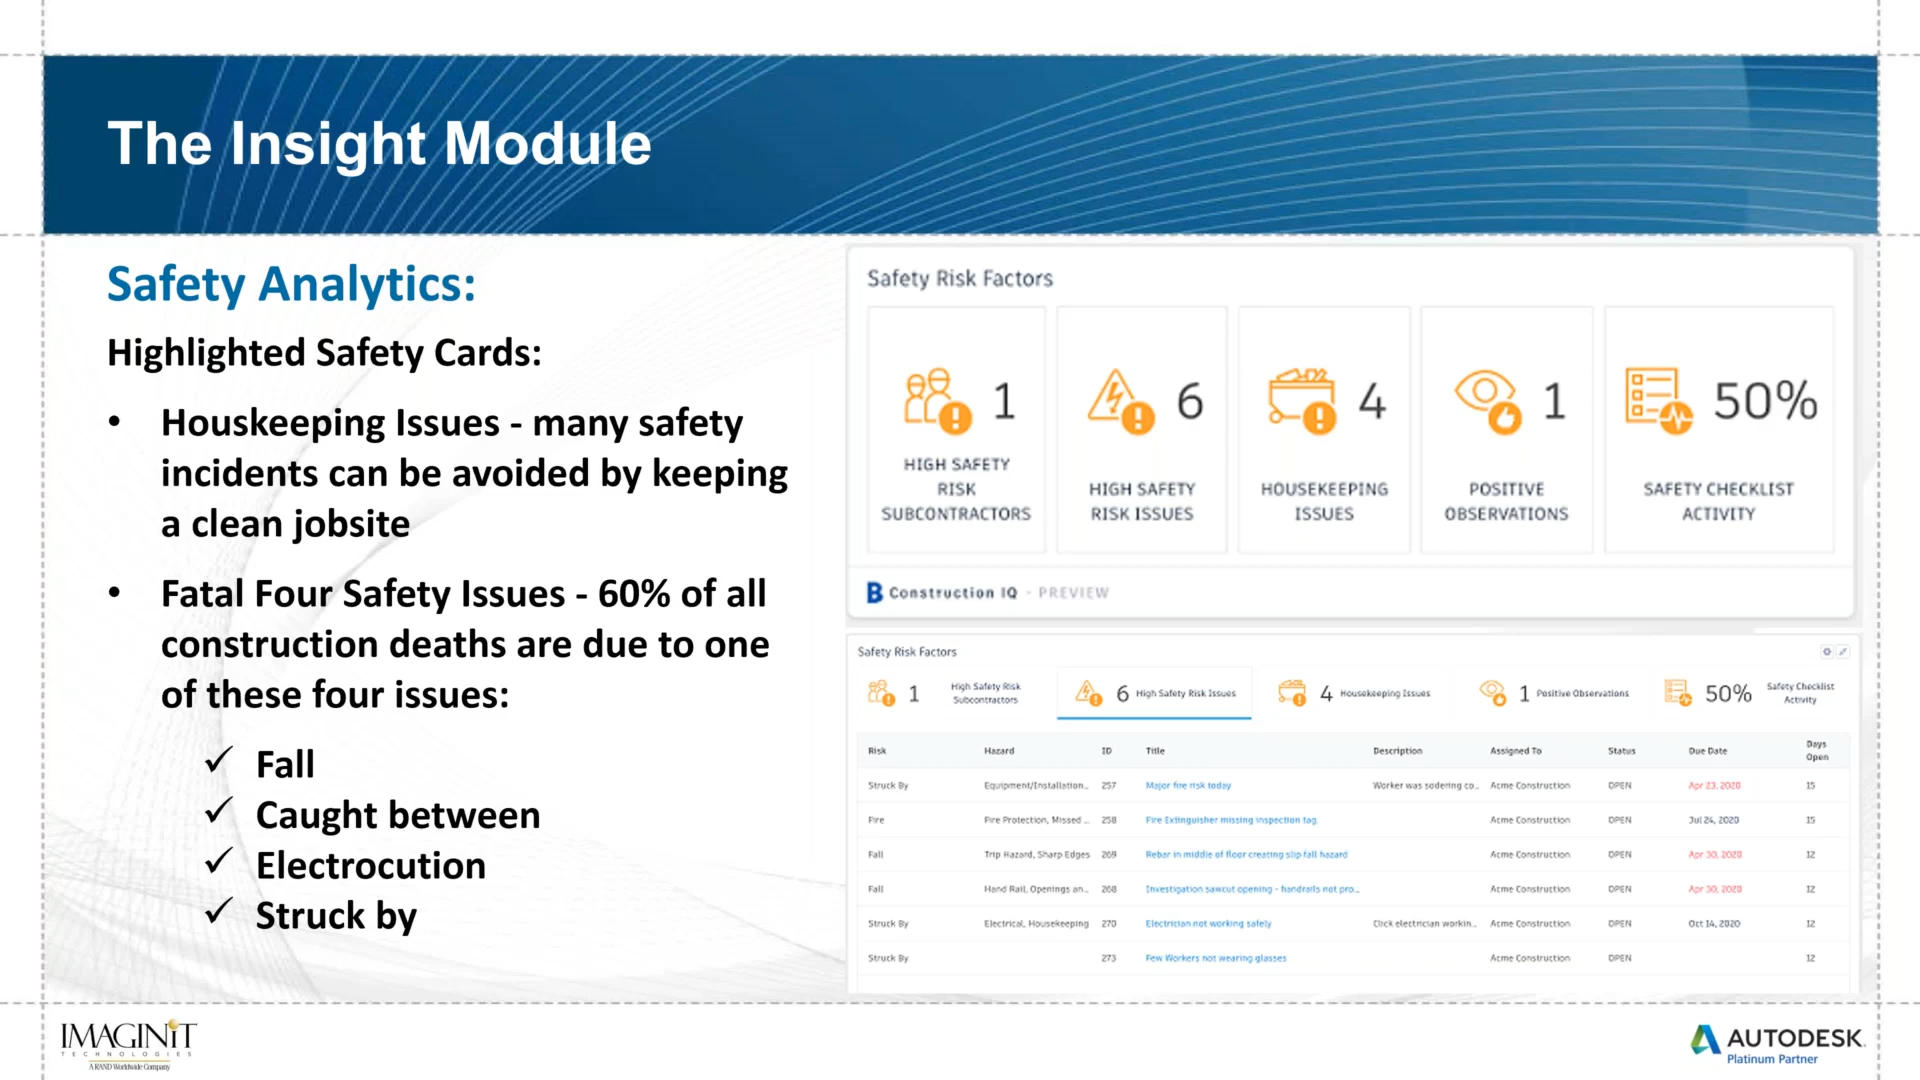 The Insight Module
Safety Analytics:
Highlighted Safety Cards:
• Houskeeping Issues - many safety
incidents can be avoided by keeping
a clean jobsite
• Fatal Four Safety Issues - 60% of all
construction deaths are due to one
of these four issues:
✓ Fall
✓ Caught between
✓ Electrocution
✓ Struck by
Safety Risk Factors
1
HIGH SAFETY
RISK
SUBCONTRACTORS
6
HIGH SAFETY
RISK ISSUES
4
HOUSEKEEPING
ISSUES
1
POSITIVE
OBSERVATIONS
50%
SAFETY CHECKLIST
ACTIVITY
B Construction IQ - PREVIEW
Safety Risk Factors
1 High Safety Risk
Subcontractors
6 High Safety Risk Issues
4 Housekeeping Issues
1 Positive Observations
50% Safety Checklist
Activity
Risk Hazard ID Title Description Assigned To Status Due Date Days
Open
Struck By Equipment/Installation... 257 Major fire risk today Worker was sodering co... Acme Construction OPEN Apr 23, 2020 15
Fire Fire Protection, Missed ... 258 Fire Extinguisher missing inspection tag. Acme Construction OPEN Jul 24, 2020 15
Fall Trip Hazard, Sharp Edges 269 Rebar in middle of floor creating slip fall hazard Acme Construction OPEN Apr 30, 2020 12
Fall Hand Rail, Openings an... 268 Investigation sawcut opening - handrails not pro... Acme Construction OPEN Apr 30, 2020 12
Struck By Electrical, Housekeeping 270 Electrician not working safely Click electrician workin... Acme Construction OPEN Oct 14, 2020 12
Struck By 273 Few Workers not wearing glasses Acme Construction OPEN 12
IMAGINiT
TECHNOLOGIES
A RAND Worldwide Company
AUTODESK.
Platinum Partner